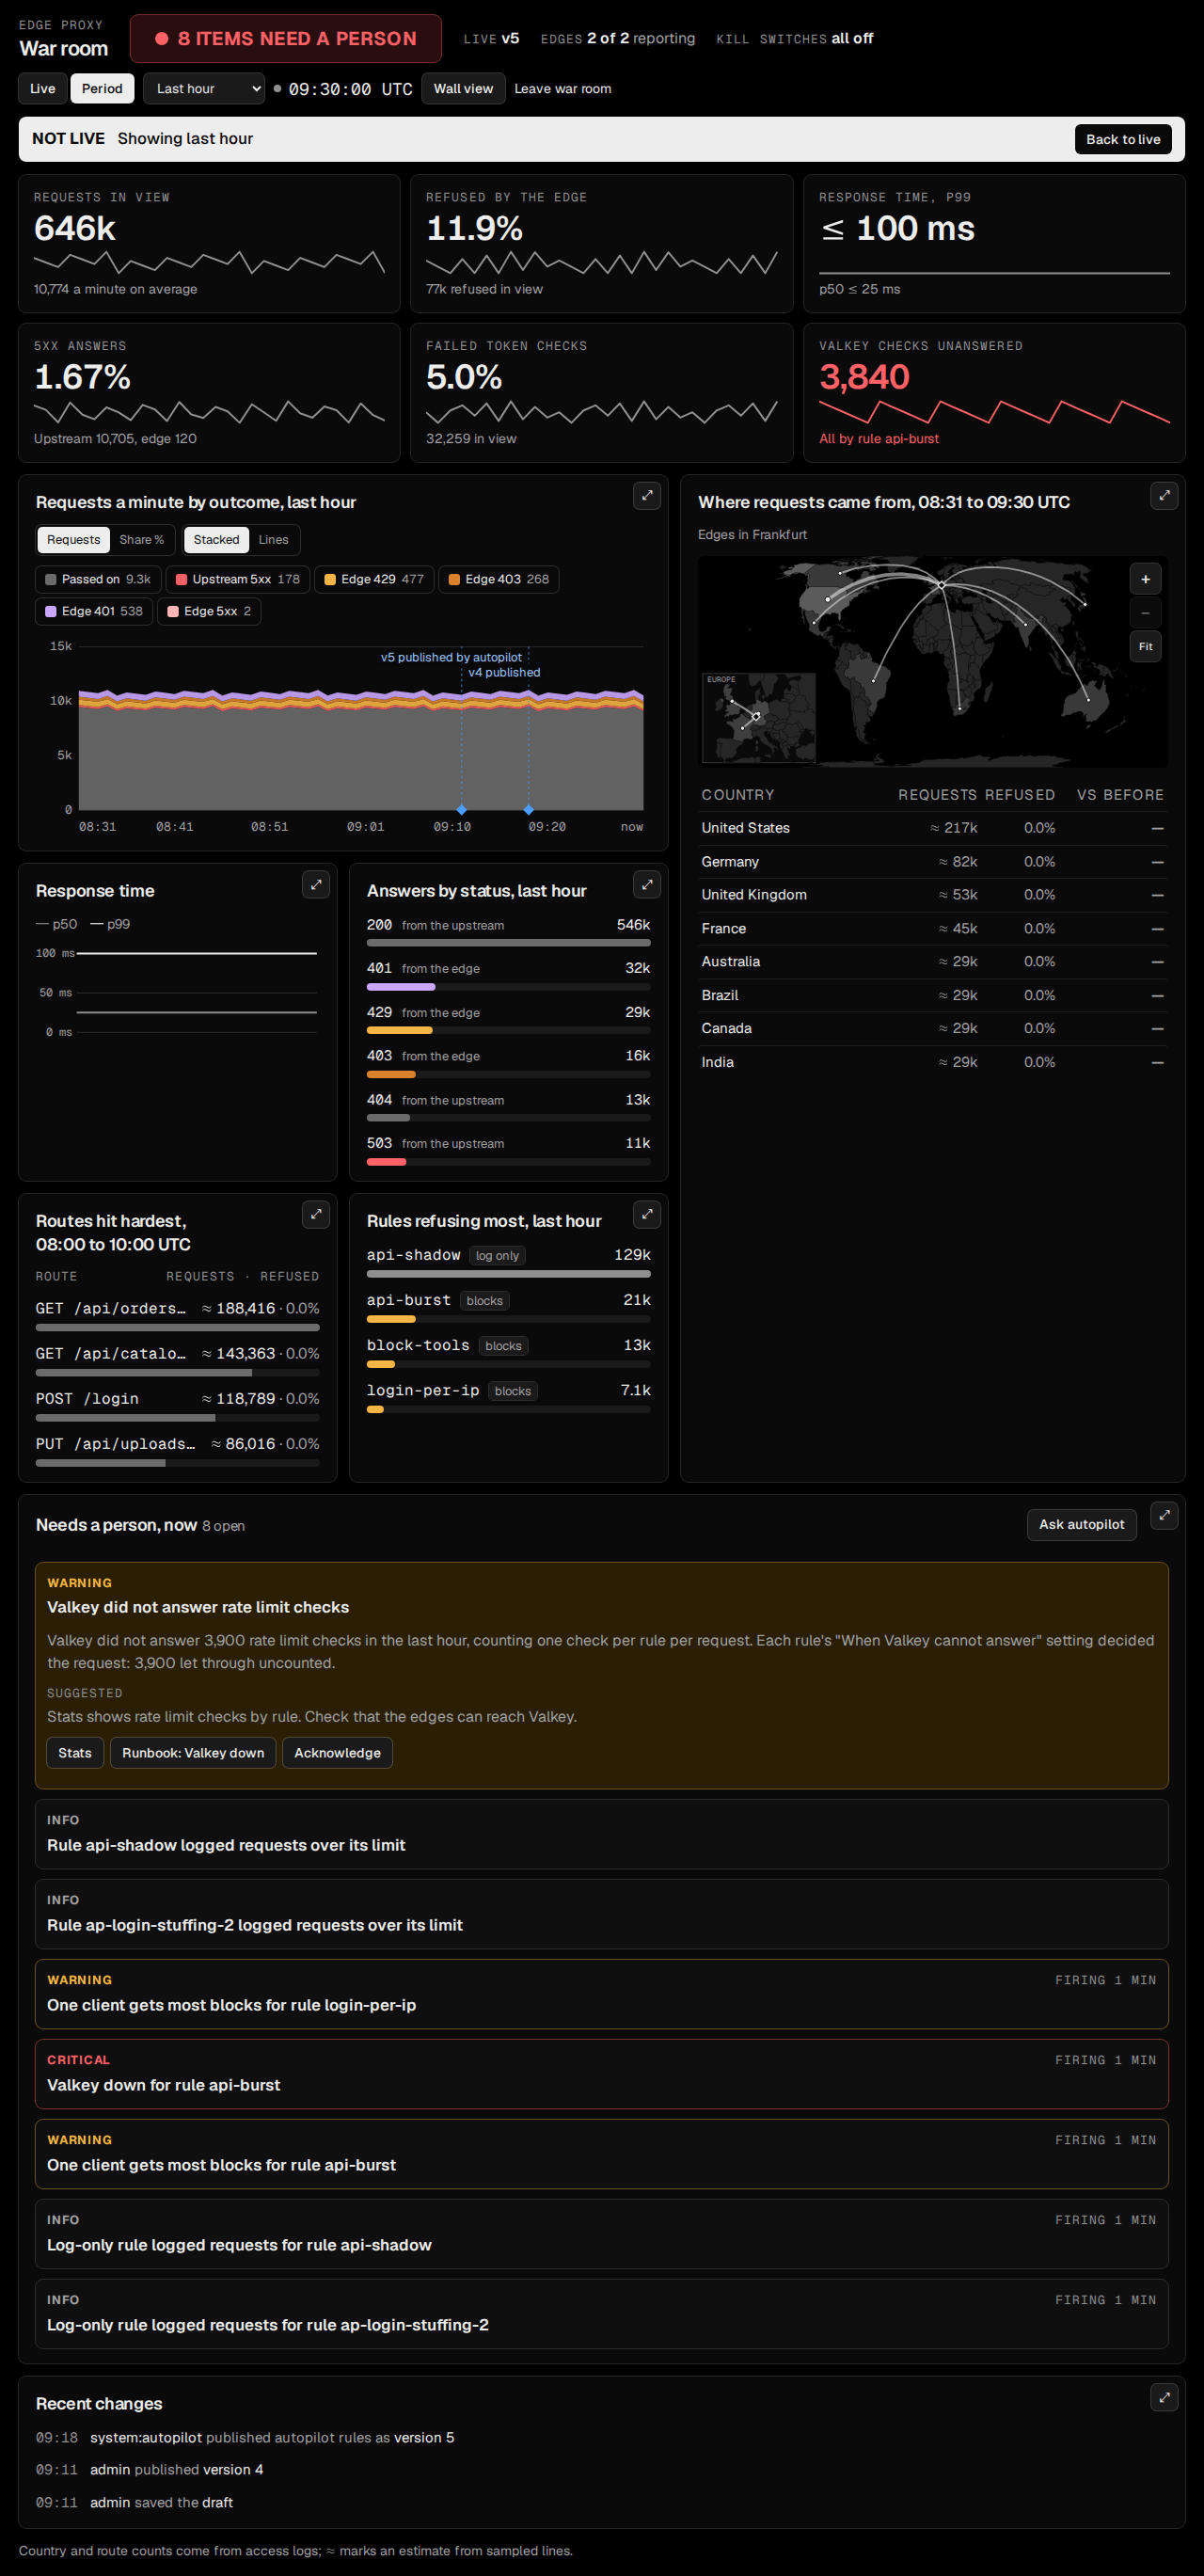 EDGE PROXY
War room
8 ITEMS NEED A PERSON
LIVE v5 EDGES 2 of 2 reporting KILL SWITCHES all off
Live Period Last hour 09:30:00 UTC Wall view Leave war room
NOT LIVE Showing last hour Back to live
REQUESTS IN VIEW
646k
10,774 a minute on average
REFUSED BY THE EDGE
11.9%
77k refused in view
RESPONSE TIME, P99
≤ 100 ms
p50 ≤ 25 ms
5XX ANSWERS
1.67%
Upstream 10,705, edge 120
FAILED TOKEN CHECKS
5.0%
32,259 in view
VALKEY CHECKS UNANSWERED
3,840
All by rule api-burst
Requests a minute by outcome, last hour
Requests Share % Stacked Lines
Passed on 9.3k Upstream 5xx 178 Edge 429 477 Edge 403 268
Edge 401 538 Edge 5xx 2
15k
v5 published by autopilot
v4 published
10k
5k
0
08:31 08:41 08:51 09:01 09:10 09:20 now
Where requests came from, 08:31 to 09:30 UTC
Edges in Frankfurt
+
−
Fit
EUROPE
COUNTRY REQUESTS REFUSED VS BEFORE
United States ≈ 217k 0.0% —
Germany ≈ 82k 0.0% —
United Kingdom ≈ 53k 0.0% —
France ≈ 45k 0.0% —
Australia ≈ 29k 0.0% —
Brazil ≈ 29k 0.0% —
Canada ≈ 29k 0.0% —
India ≈ 29k 0.0% —
Response time
p50 p99
100 ms
50 ms
0 ms
Answers by status, last hour
200 from the upstream 546k
401 from the edge 32k
429 from the edge 29k
403 from the edge 16k
404 from the upstream 13k
503 from the upstream 11k
Routes hit hardest,
08:00 to 10:00 UTC
ROUTE REQUESTS · REFUSED
GET /api/orders… ≈ 188,416 · 0.0%
GET /api/catalo… ≈ 143,363 · 0.0%
POST /login ≈ 118,789 · 0.0%
PUT /api/uploads… ≈ 86,016 · 0.0%
Rules refusing most, last hour
api-shadow log only 129k
api-burst blocks 21k
block-tools blocks 13k
login-per-ip blocks 7.1k
Needs a person, now 8 open Ask autopilot
WARNING
Valkey did not answer rate limit checks
Valkey did not answer 3,900 rate limit checks in the last hour, counting one check per rule per request. Each rule's "When Valkey cannot answer" setting decided
the request: 3,900 let through uncounted.
SUGGESTED
Stats shows rate limit checks by rule. Check that the edges can reach Valkey.
Stats Runbook: Valkey down Acknowledge
INFO
Rule api-shadow logged requests over its limit
INFO
Rule ap-login-stuffing-2 logged requests over its limit
WARNING FIRING 1 MIN
One client gets most blocks for rule login-per-ip
CRITICAL FIRING 1 MIN
Valkey down for rule api-burst
WARNING FIRING 1 MIN
One client gets most blocks for rule api-burst
INFO FIRING 1 MIN
Log-only rule logged requests for rule api-shadow
INFO FIRING 1 MIN
Log-only rule logged requests for rule ap-login-stuffing-2
Recent changes
09:18 system:autopilot published autopilot rules as version 5
09:11 admin published version 4
09:11 admin saved the draft
Country and route counts come from access logs; ≈ marks an estimate from sampled lines.